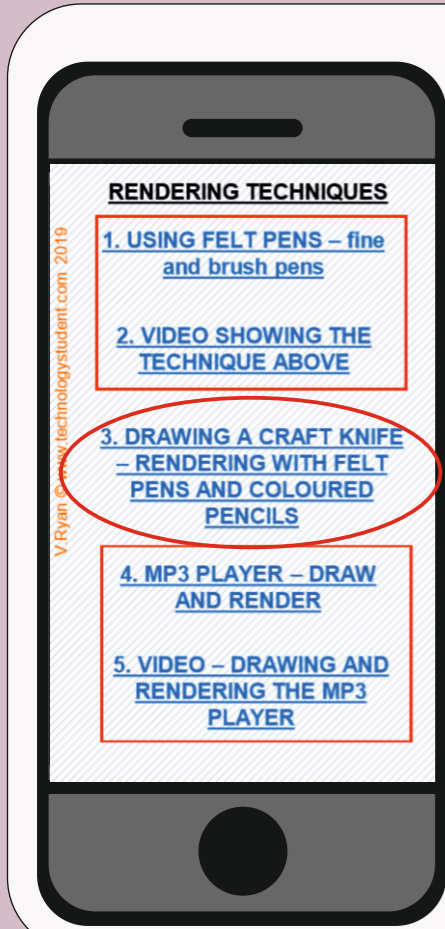 RENDERING TECHNIQUES
1. USING FELT PENS – fine
and brush pens
2. VIDEO SHOWING THE
TECHNIQUE ABOVE
3. DRAWING A CRAFT KNIFE
– RENDERING WITH FELT
PENS AND COLOURED
PENCILS
4. MP3 PLAYER – DRAW
AND RENDER
5. VIDEO – DRAWING AND
RENDERING THE MP3
PLAYER
V.Ryan © www.technologystudent.com 2019